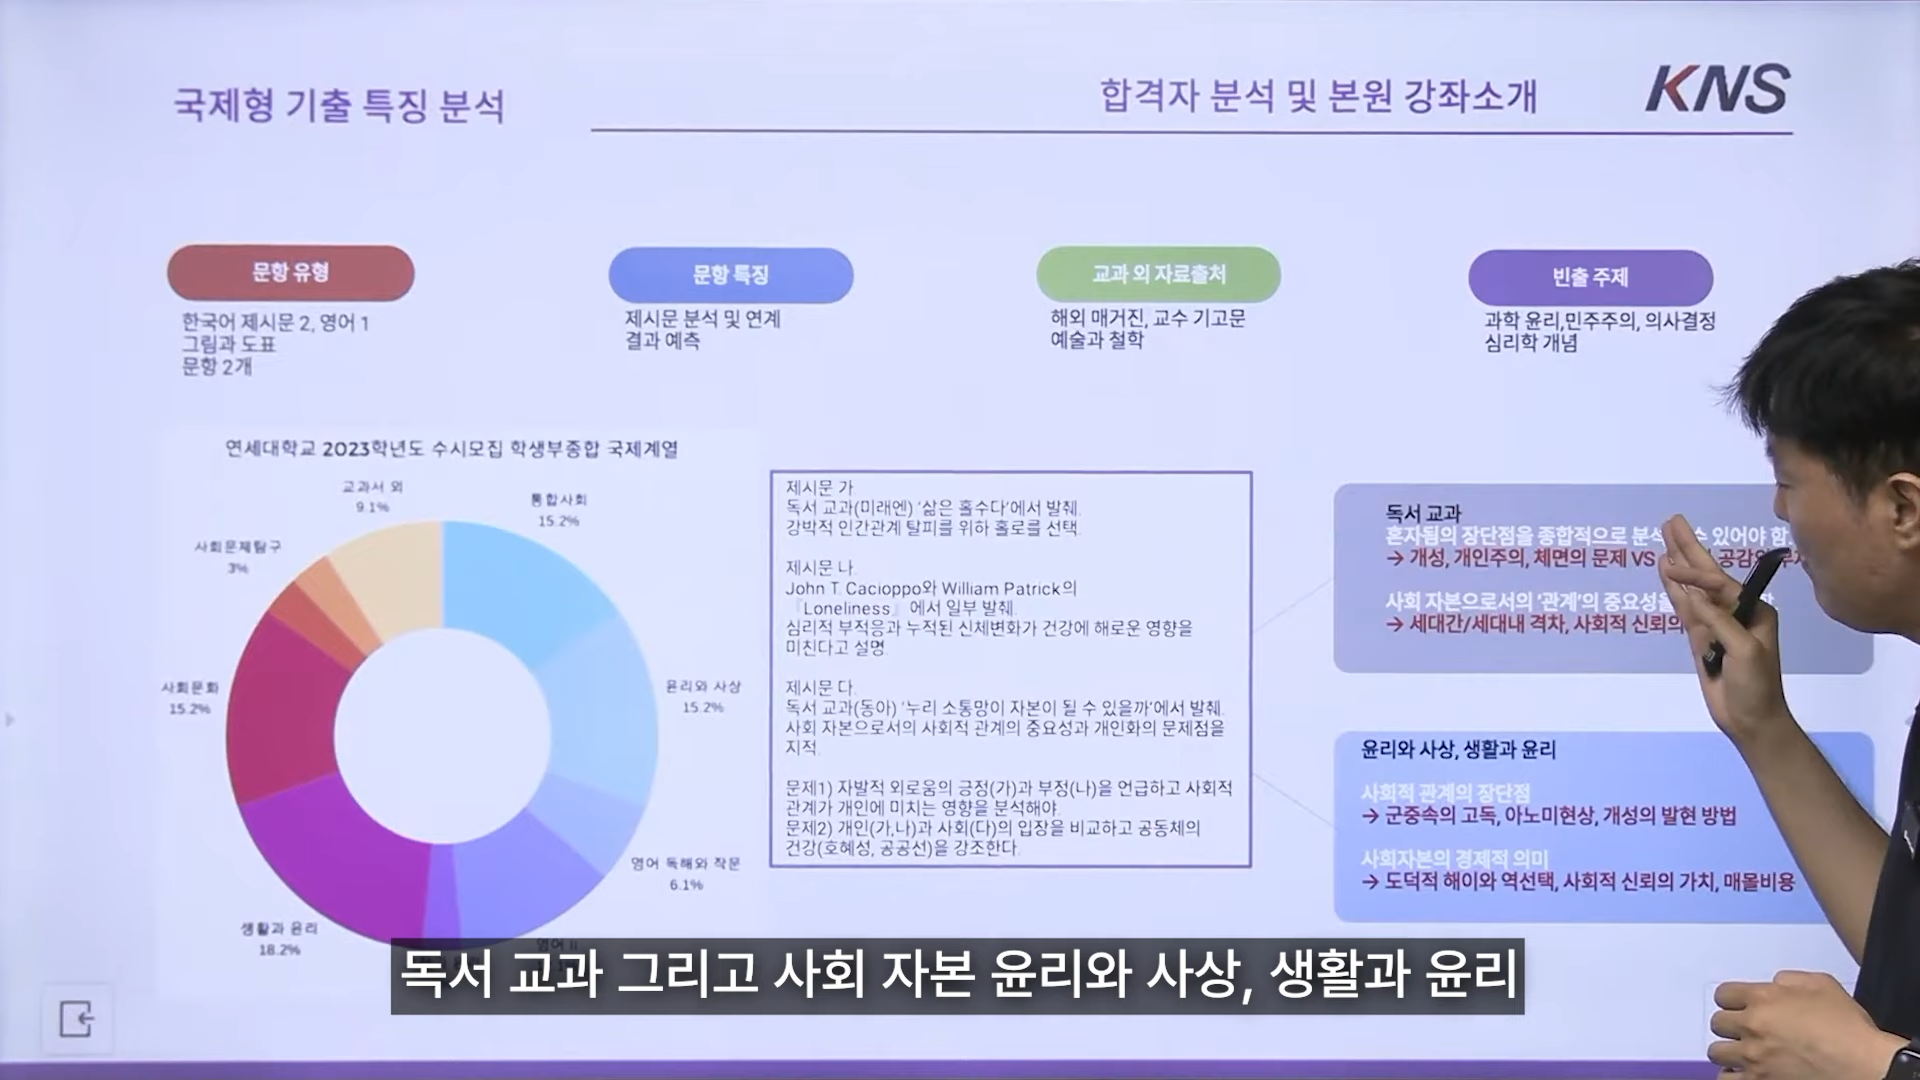 국제형 기출 특징 분석
합격자 분석 및 본원 강좌소개
KNS
문항 유형
한국어 제시문 2, 영어 1
그림과 도표
문항 2개
문항 특징
제시문 분석 및 연계
결과 예측
교과 외 자료출처
해외 매거진, 교수 기고문
예술과 철학
빈출 주제
과학 윤리,민주주의, 의사결정
심리학 개념
연세대학교 2023학년도 수시모집 학생부종합 국제계열
교과서 외
9.1%
통합사회
15.2%
사회문제탐구
3%
윤리와 사상
15.2%
사회문화
15.2%
영어 독해와 작문
6.1%
생활과 윤리
18.2%
영어 II
제시문 가
독서 교과(미래엔) '삶은 홀수다'에서 발췌.
강박적 인간관계 탈피를 위하 홀로를 선택.
제시문 나.
John T. Cacioppo와 William Patrick의
『Loneliness』에서 일부 발췌.
심리적 부적응과 누적된 신체변화가 건강에 해로운 영향을
미친다고 설명.
제시문 다.
독서 교과(동아) '누리 소통망이 자본이 될 수 있을까'에서 발췌.
사회 자본으로서의 사회적 관계의 중요성과 개인화의 문제점을
지적.
문제1) 자발적 외로움의 긍정(가)과 부정(나)을 언급하고 사회적
관계가 개인에 미치는 영향을 분석해야.
문제2) 개인(가,나)과 사회(다)의 입장을 비교하고 공동체의
건강(호혜성, 공공선)을 강조한다.
독서 교과
혼자됨의 장단점을 종합적으로 수 있어야 함.
→ 개성, 개인주의, 체면의 문제 VS
사회 자본으로서의 '관계'의 중요성을
→ 세대간/세대내 격차, 사회적 신뢰의
윤리와 사상, 생활과 윤리
사회적 관계의 장단점
→ 군중속의 고독, 아노미현상, 개성의 발현 방법
사회자본의 경제적 의미
→ 도덕적 해이와 역선택, 사회적 신뢰의 가치, 매몰비용
독서 교과 그리고 사회 자본 윤리와 사상, 생활과 윤리